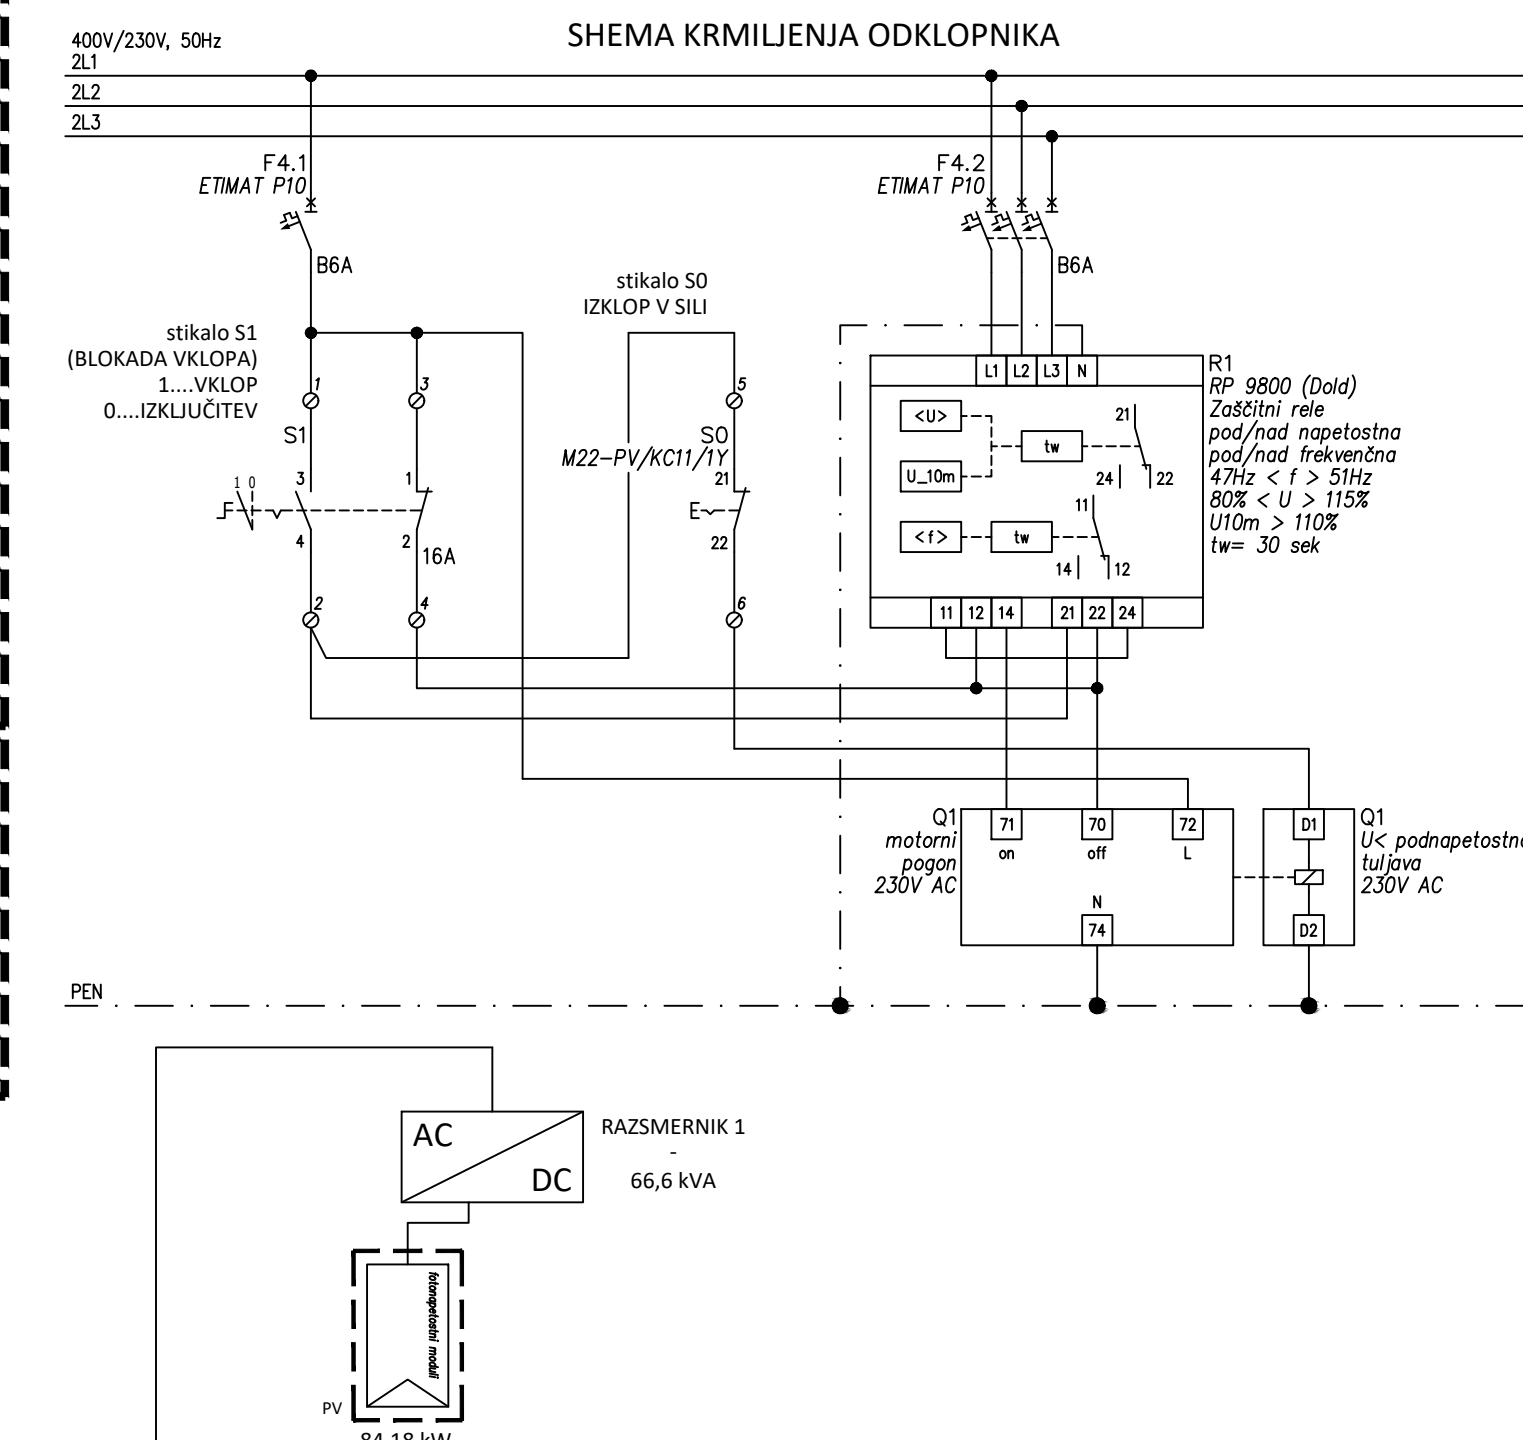 SHEMA KRMILJENJA ODKLOPNIKA
400V/230V, 50Hz
2L1
2L2
2L3
F4.1
ETIMAT P10
B6A
F4.2
ETIMAT P10
B6A
stikalo S1
(BLOKADA VKLOPA)
1....VKLOP
0....IZKLJUČITEV
stikalo S0
IZKLOP V SILI
1
3
5
S1
S0
M22-PV/KC11/1Y
1 0
3
1
21
4
2
22
16A
2
4
6
L1 L2 L3 N
R1
RP 9800 (Dold)
Zaščitni rele
pod/nad napetostna
pod/nad frekvenčna
47Hz < f > 51Hz
80% < U > 115%
U10m > 110%
tw= 30 sek
<U>
U_10m
tw
21
24
22
<f>
tw
11
14
12
11 12 14 21 22 24
Q1
motorni
pogon
230V AC
71
on
70
off
72
L
N
74
D1
D2
Q1
U< podnapetostna
tuljava
230V AC
PEN
AC
DC
RAZSMERNIK 1
-
66,6 kVA
fotonapetostni moduli
PV
84,18 kW